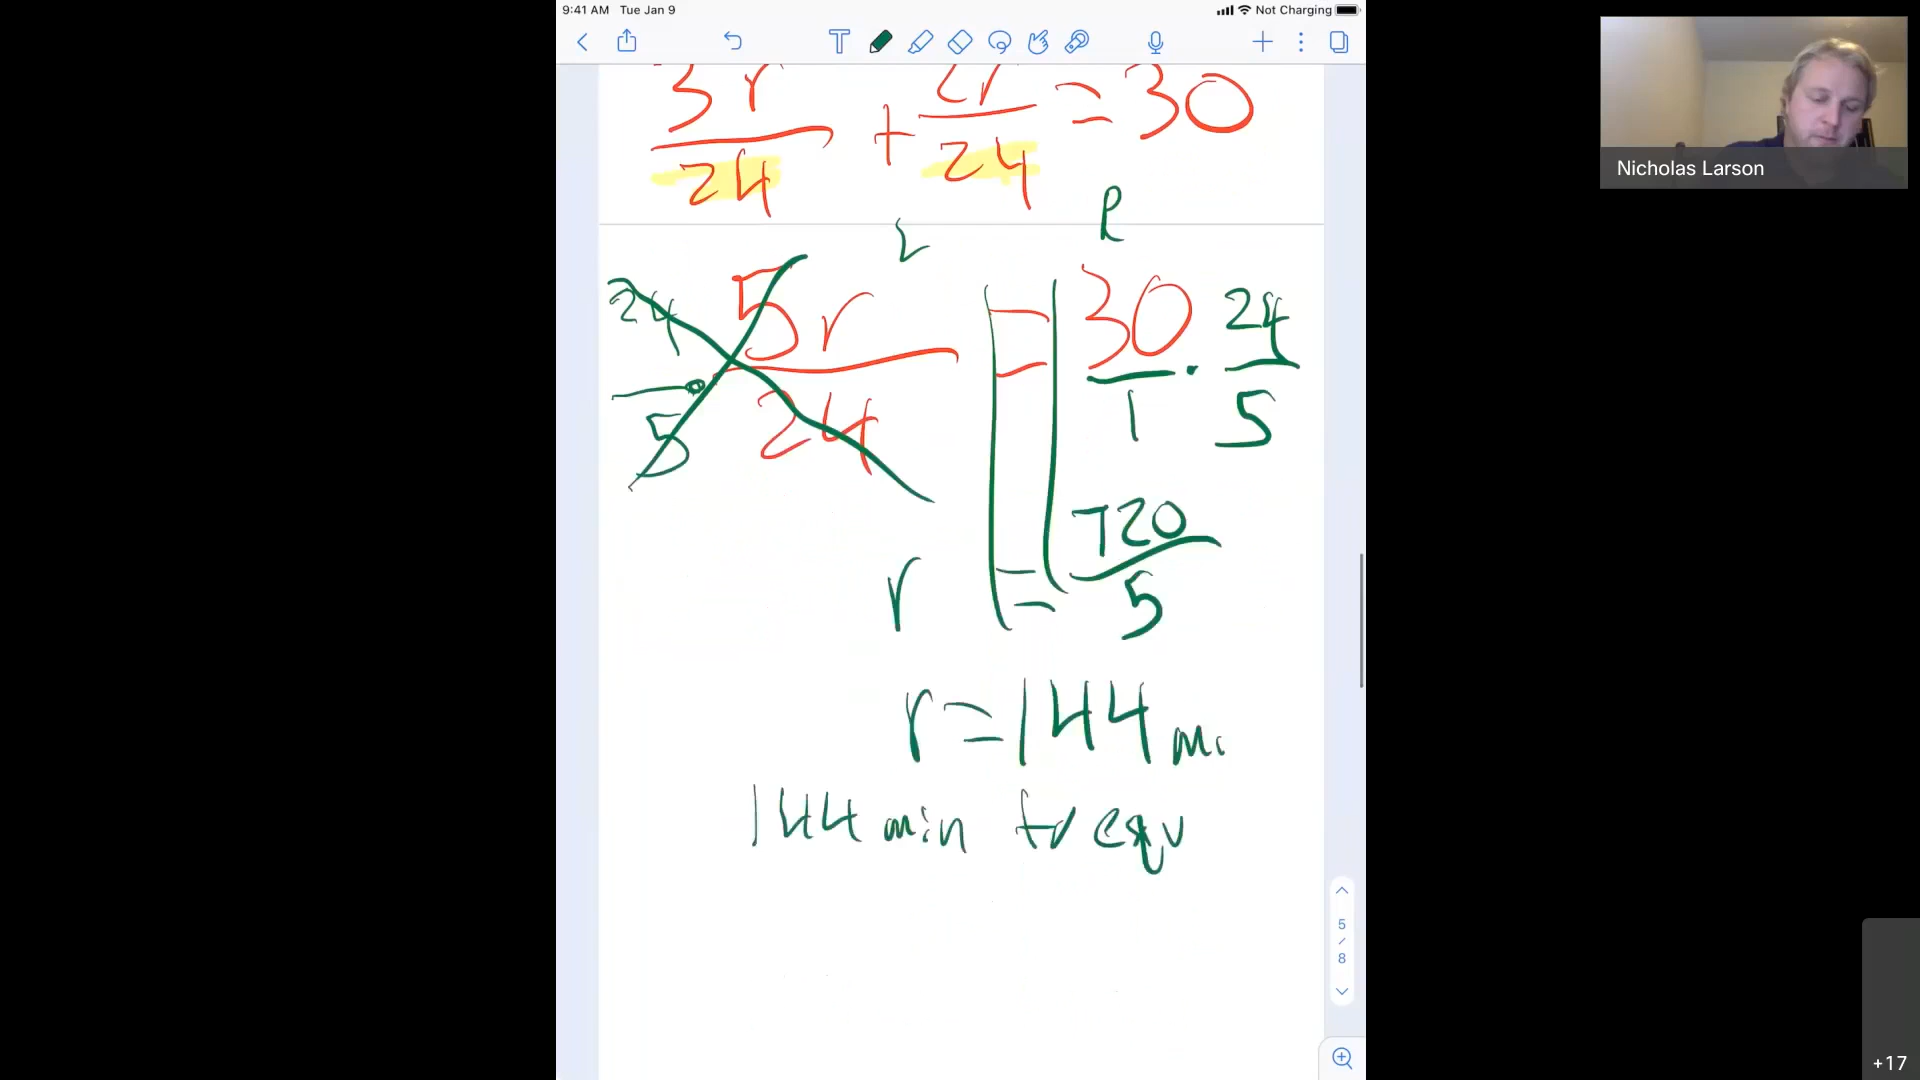 9:41 AM Tue Jan 9
Not Charging
3r/24 + 2r/24 = 30
L R
24/5 · 5r/24 = 30/1 · 24/5
r = 720/5
r = 144 mi
144 min to equ
5
/
8
Nicholas Larson
+17